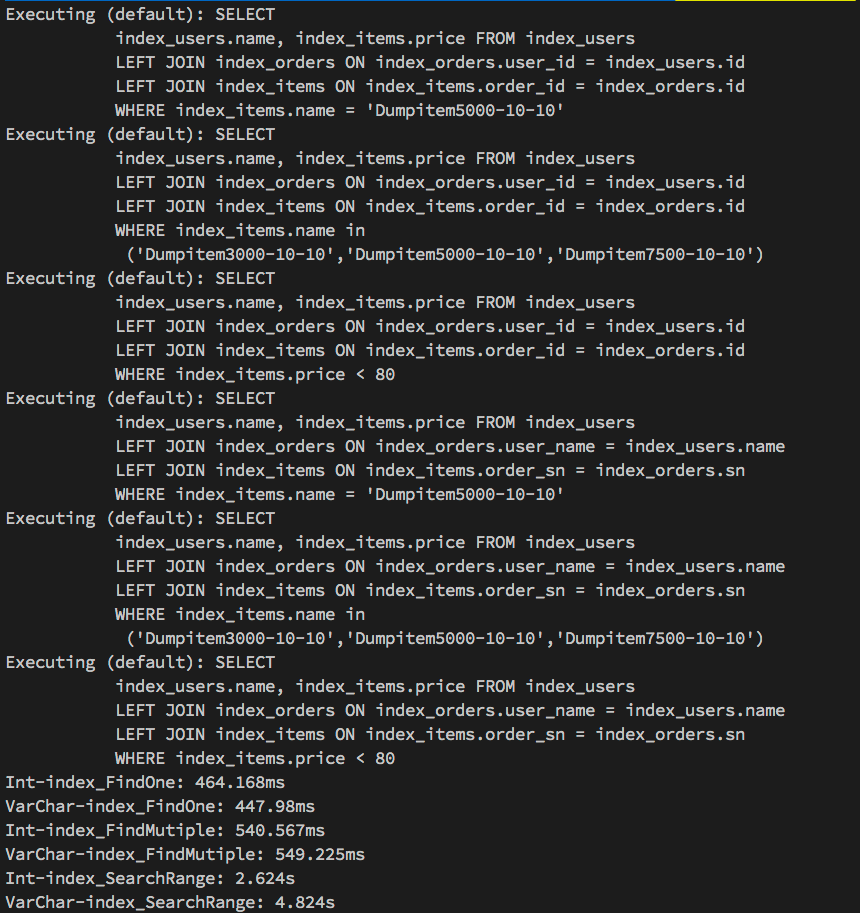 Executing (default): SELECT
index_users.name, index_items.price FROM index_users
LEFT JOIN index_orders ON index_orders.user_id = index_users.id
LEFT JOIN index_items ON index_items.order_id = index_orders.id
WHERE index_items.name = 'Dumpitem5000-10-10'
Executing (default): SELECT
index_users.name, index_items.price FROM index_users
LEFT JOIN index_orders ON index_orders.user_id = index_users.id
LEFT JOIN index_items ON index_items.order_id = index_orders.id
WHERE index_items.name in
('Dumpitem3000-10-10','Dumpitem5000-10-10','Dumpitem7500-10-10')
Executing (default): SELECT
index_users.name, index_items.price FROM index_users
LEFT JOIN index_orders ON index_orders.user_id = index_users.id
LEFT JOIN index_items ON index_items.order_id = index_orders.id
WHERE index_items.price < 80
Executing (default): SELECT
index_users.name, index_items.price FROM index_users
LEFT JOIN index_orders ON index_orders.user_name = index_users.name
LEFT JOIN index_items ON index_items.order_sn = index_orders.sn
WHERE index_items.name = 'Dumpitem5000-10-10'
Executing (default): SELECT
index_users.name, index_items.price FROM index_users
LEFT JOIN index_orders ON index_orders.user_name = index_users.name
LEFT JOIN index_items ON index_items.order_sn = index_orders.sn
WHERE index_items.name in
('Dumpitem3000-10-10','Dumpitem5000-10-10','Dumpitem7500-10-10')
Executing (default): SELECT
index_users.name, index_items.price FROM index_users
LEFT JOIN index_orders ON index_orders.user_name = index_users.name
LEFT JOIN index_items ON index_items.order_sn = index_orders.sn
WHERE index_items.price < 80
Int-index_FindOne: 464.168ms
VarChar-index_FindOne: 447.98ms
Int-index_FindMutiple: 540.567ms
VarChar-index_FindMutiple: 549.225ms
Int-index_SearchRange: 2.624s
VarChar-index_SearchRange: 4.824s